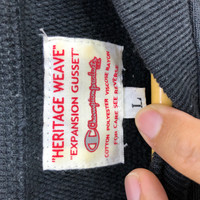 "HERITAGE WEAVE"
"EXPANSION GUSSET"
Champion
COTTON POLYESTER VISCOSE RAYON
FOR CARE SEE REVERSE
L